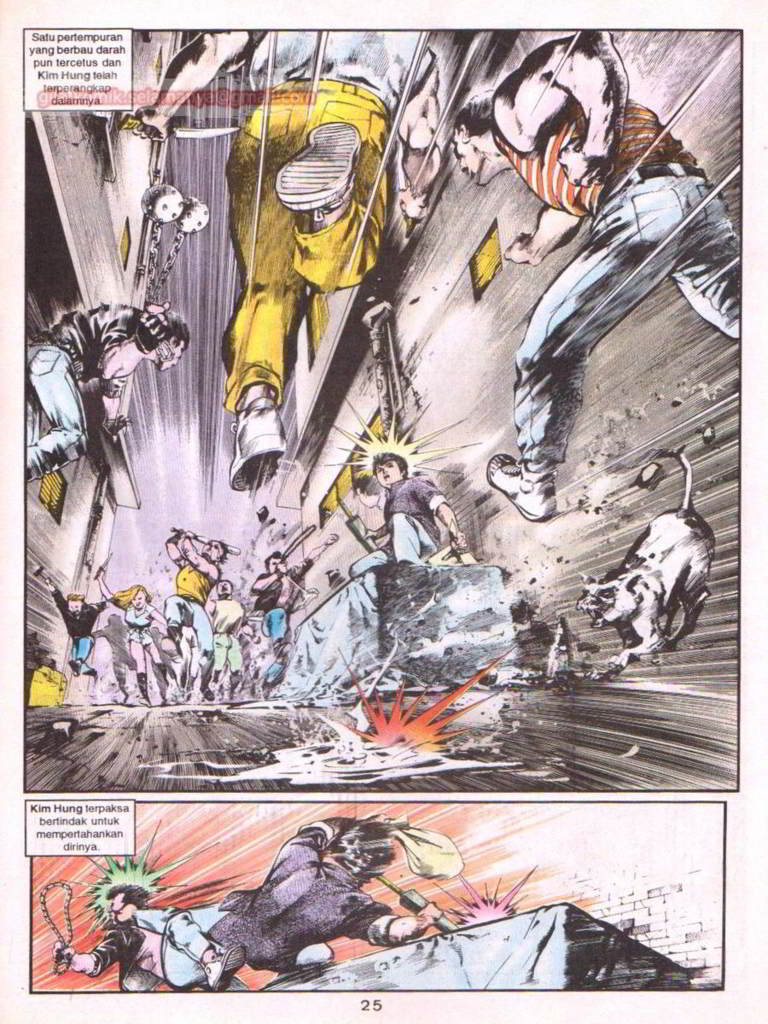 Satu pertempuran
yang berbau darah
pun tercetus dan
Kim Hung telah
terperangkap
dalamnya.
Kim Hung terpaksa
bertindak untuk
mempertahankan
dirinya.
25